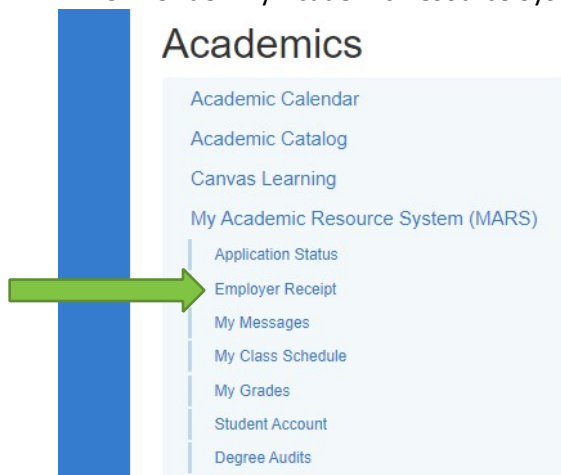 Academics
Academic Calendar
Academic Catalog
Canvas Learning
My Academic Resource System (MARS)
Application Status
Employer Receipt
My Messages
My Class Schedule
My Grades
Student Account
Degree Audits